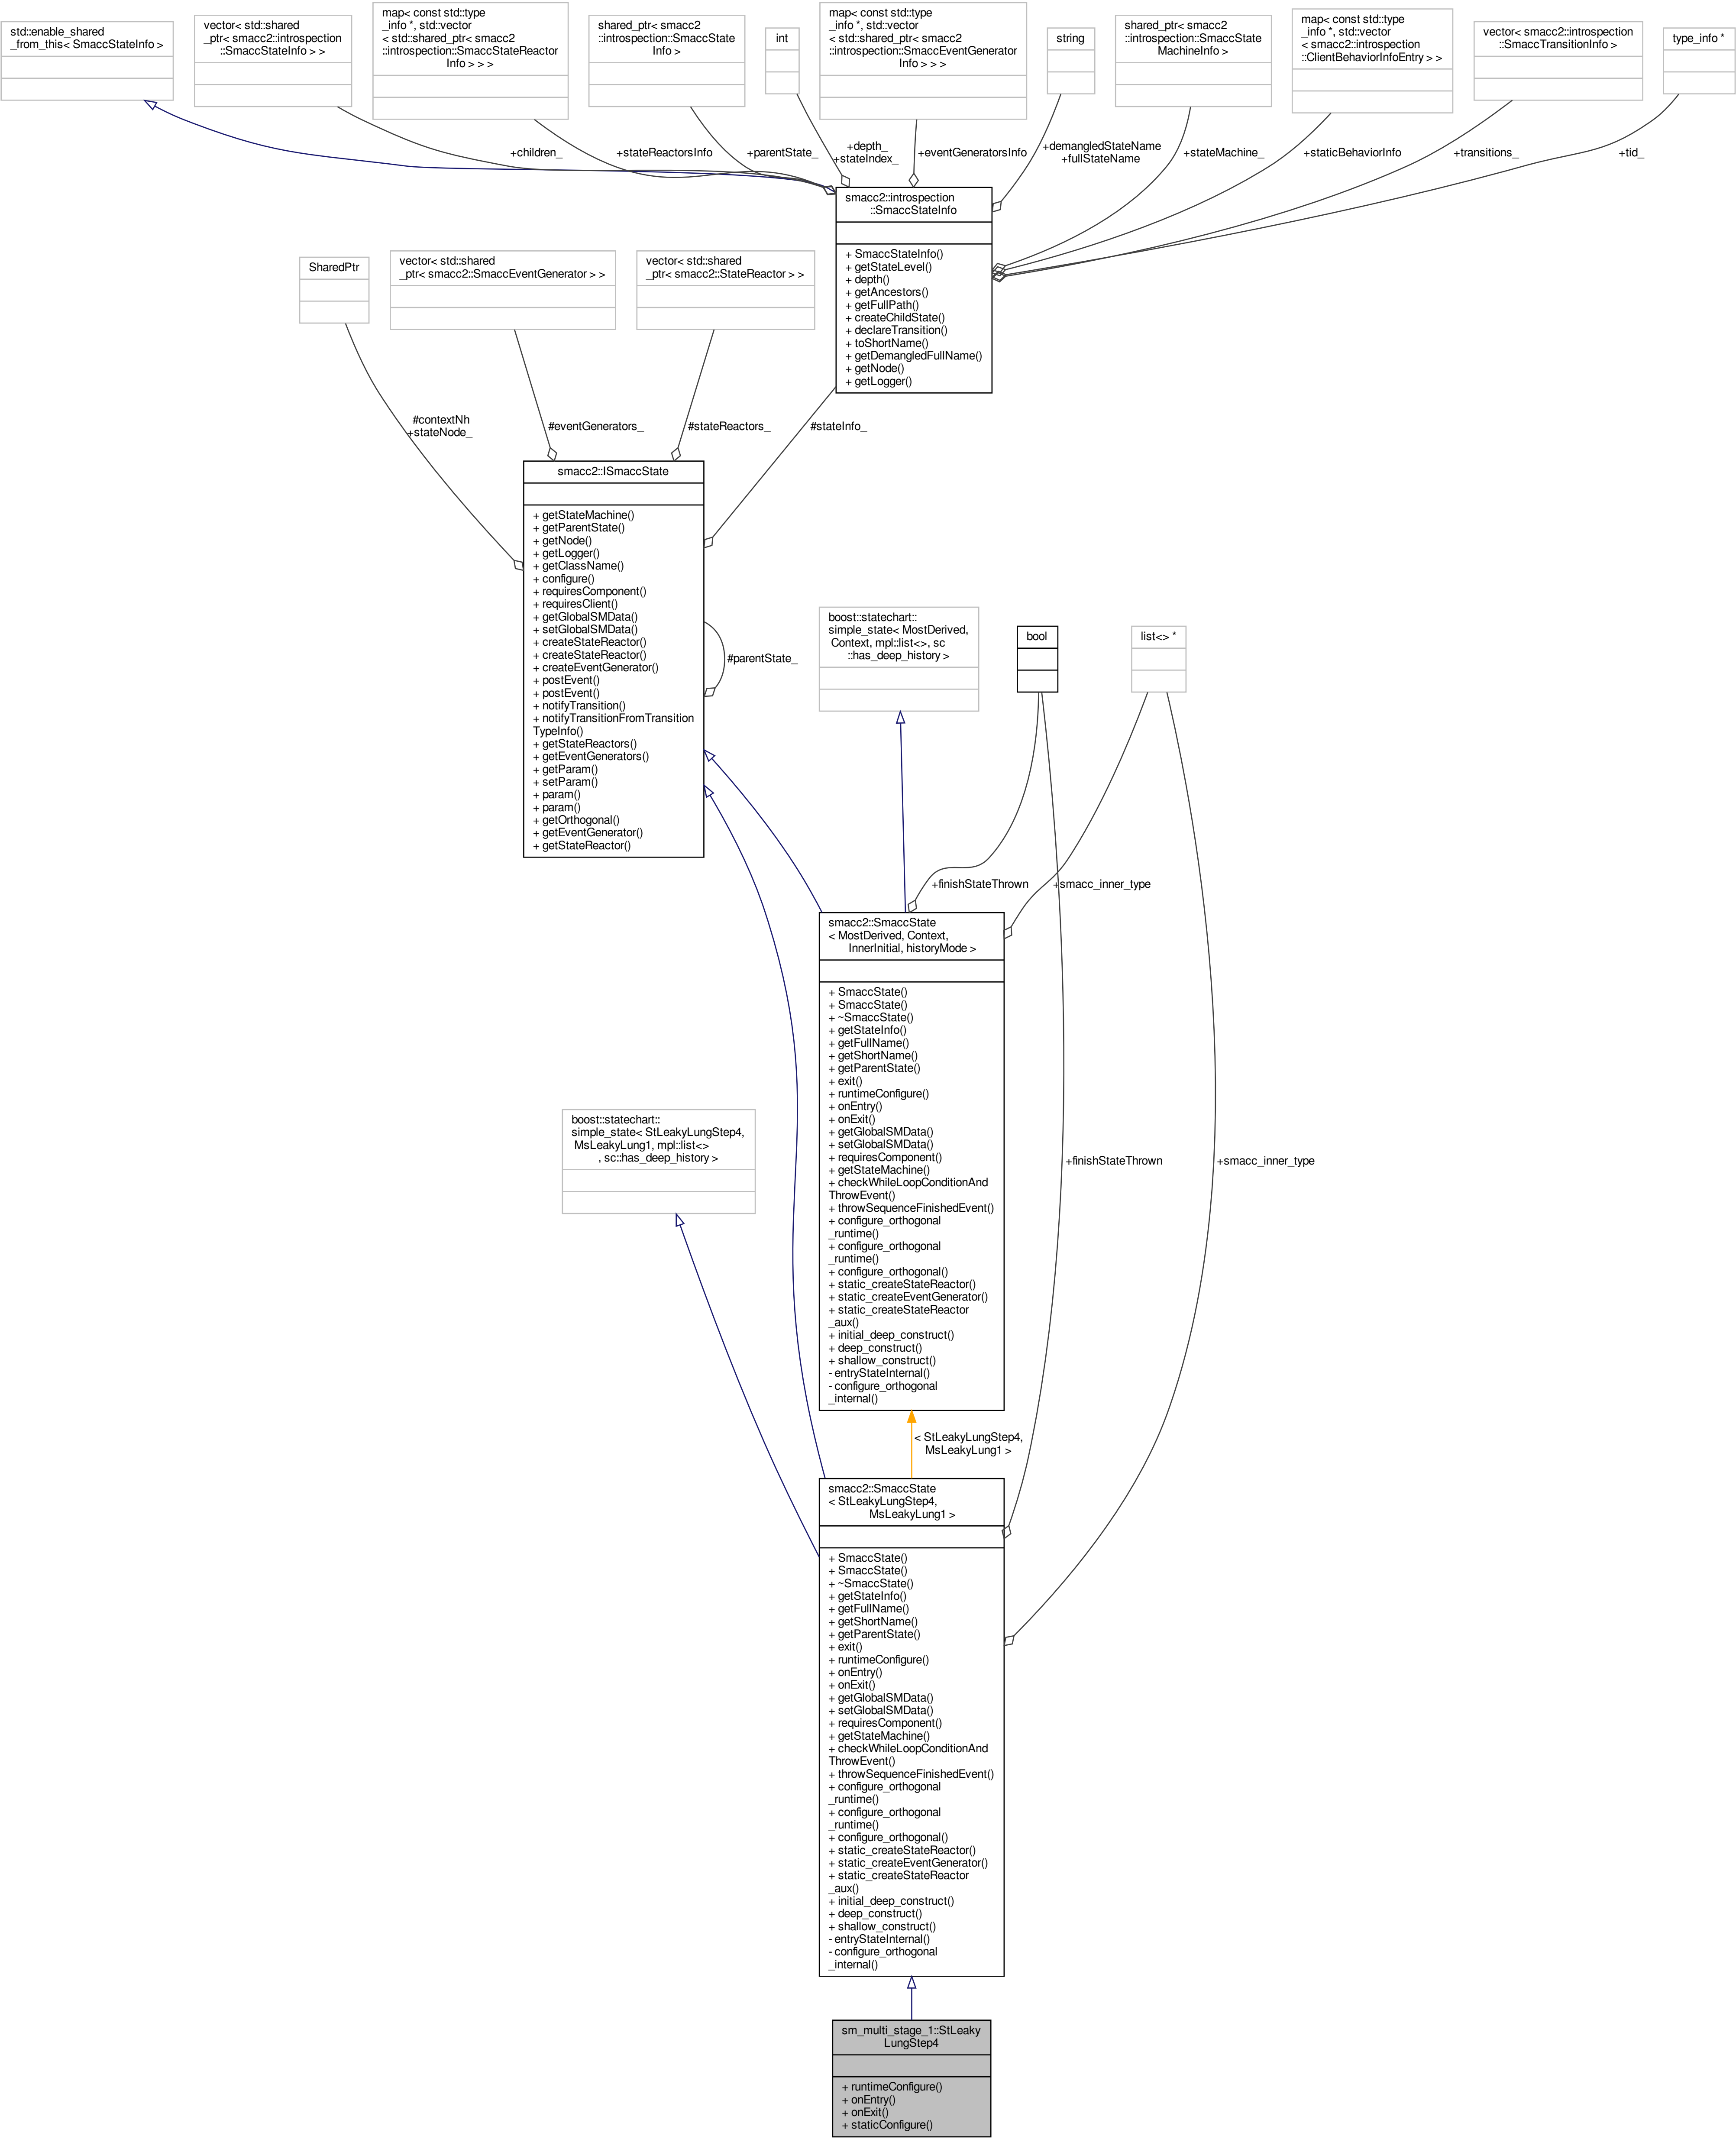 std::enable_shared
_from_this< SmaccStateInfo >
vector< std::shared
_ptr< smacc2::introspection
::SmaccStateInfo > >
map< const std::type
_info *, std::vector
< std::shared_ptr< smacc2
::introspection::SmaccStateReactor
Info > > >
shared_ptr< smacc2
::introspection::SmaccState
Info >
int
map< const std::type
_info *, std::vector
< std::shared_ptr< smacc2
::introspection::SmaccEventGenerator
Info > > >
string
shared_ptr< smacc2
::introspection::SmaccState
MachineInfo >
map< const std::type
_info *, std::vector
< smacc2::introspection
::ClientBehaviorInfoEntry > >
vector< smacc2::introspection
::SmaccTransitionInfo >
type_info *
+children_
+stateReactorsInfo
+parentState_
+depth_
+stateIndex_
+eventGeneratorsInfo
+demangledStateName
+fullStateName
+stateMachine_
+staticBehaviorInfo
+transitions_
+tid_
smacc2::introspection
::SmaccStateInfo
+ SmaccStateInfo()
+ getStateLevel()
+ depth()
+ getAncestors()
+ getFullPath()
+ createChildState()
+ declareTransition()
+ toShortName()
+ getDemangledFullName()
+ getNode()
+ getLogger()
SharedPtr
vector< std::shared
_ptr< smacc2::SmaccEventGenerator > >
vector< std::shared
_ptr< smacc2::StateReactor > >
#contextNh
+stateNode_
#eventGenerators_
#stateReactors_
#stateInfo_
smacc2::ISmaccState
+ getStateMachine()
+ getParentState()
+ getNode()
+ getLogger()
+ getClassName()
+ configure()
+ requiresComponent()
+ requiresClient()
+ getGlobalSMData()
+ setGlobalSMData()
+ createStateReactor()
+ createStateReactor()
+ createEventGenerator()
+ postEvent()
+ postEvent()
+ notifyTransition()
+ notifyTransitionFromTransition
TypeInfo()
+ getStateReactors()
+ getEventGenerators()
+ getParam()
+ setParam()
+ param()
+ param()
+ getOrthogonal()
+ getEventGenerator()
+ getStateReactor()
#parentState_
boost::statechart::
simple_state< MostDerived,
Context, mpl::list<>, sc
::has_deep_history >
bool
list<> *
+finishStateThrown
+smacc_inner_type
smacc2::SmaccState
< MostDerived, Context,
InnerInitial, historyMode >
+ SmaccState()
+ SmaccState()
+ ~SmaccState()
+ getStateInfo()
+ getFullName()
+ getShortName()
+ getParentState()
+ exit()
+ runtimeConfigure()
+ onEntry()
+ onExit()
+ getGlobalSMData()
+ setGlobalSMData()
+ requiresComponent()
+ getStateMachine()
+ checkWhileLoopConditionAnd
ThrowEvent()
+ throwSequenceFinishedEvent()
+ configure_orthogonal
_runtime()
+ configure_orthogonal
_runtime()
+ configure_orthogonal()
+ static_createStateReactor()
+ static_createEventGenerator()
+ static_createStateReactor
_aux()
+ initial_deep_construct()
+ deep_construct()
+ shallow_construct()
- entryStateInternal()
- configure_orthogonal
_internal()
boost::statechart::
simple_state< StLeakyLungStep4,
MsLeakyLung1, mpl::list<>
, sc::has_deep_history >
+finishStateThrown
+smacc_inner_type
< StLeakyLungStep4,
MsLeakyLung1 >
smacc2::SmaccState
< StLeakyLungStep4,
MsLeakyLung1 >
+ SmaccState()
+ SmaccState()
+ ~SmaccState()
+ getStateInfo()
+ getFullName()
+ getShortName()
+ getParentState()
+ exit()
+ runtimeConfigure()
+ onEntry()
+ onExit()
+ getGlobalSMData()
+ setGlobalSMData()
+ requiresComponent()
+ getStateMachine()
+ checkWhileLoopConditionAnd
ThrowEvent()
+ throwSequenceFinishedEvent()
+ configure_orthogonal
_runtime()
+ configure_orthogonal
_runtime()
+ configure_orthogonal()
+ static_createStateReactor()
+ static_createEventGenerator()
+ static_createStateReactor
_aux()
+ initial_deep_construct()
+ deep_construct()
+ shallow_construct()
- entryStateInternal()
- configure_orthogonal
_internal()
sm_multi_stage_1::StLeaky
LungStep4
+ runtimeConfigure()
+ onEntry()
+ onExit()
+ staticConfigure()